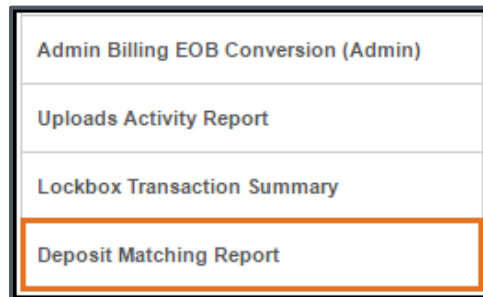 Admin Billing EOB Conversion (Admin)
Uploads Activity Report
Lockbox Transaction Summary
Deposit Matching Report